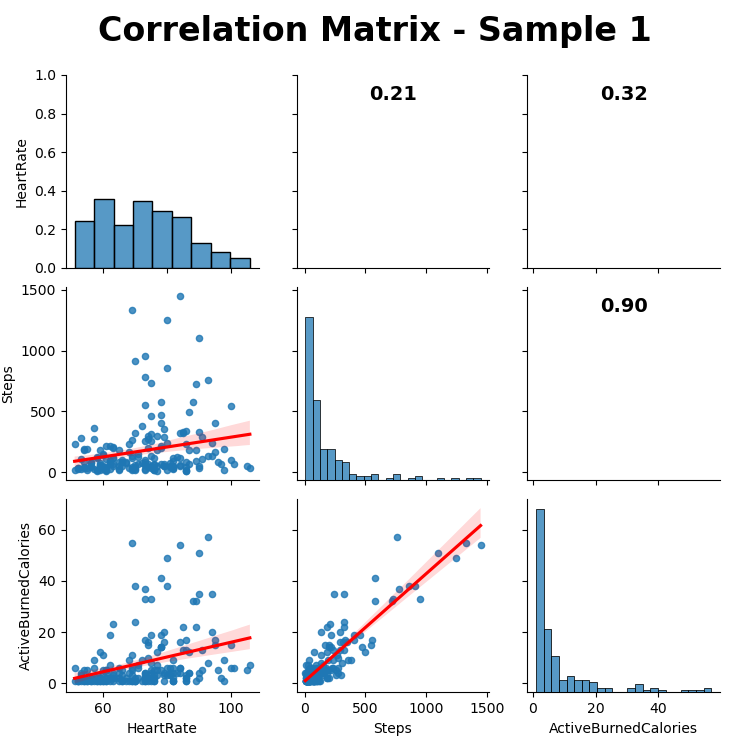 Correlation Matrix - Sample 1
1.0
0.8
0.6
0.4
0.2
0.0
HeartRate
0.21
0.32
1500
1000
500
0
Steps
0.90
60
40
20
0
ActiveBurnedCalories
60 80 100
HeartRate
0 500 1000 1500
Steps
0 20 40
ActiveBurnedCalories